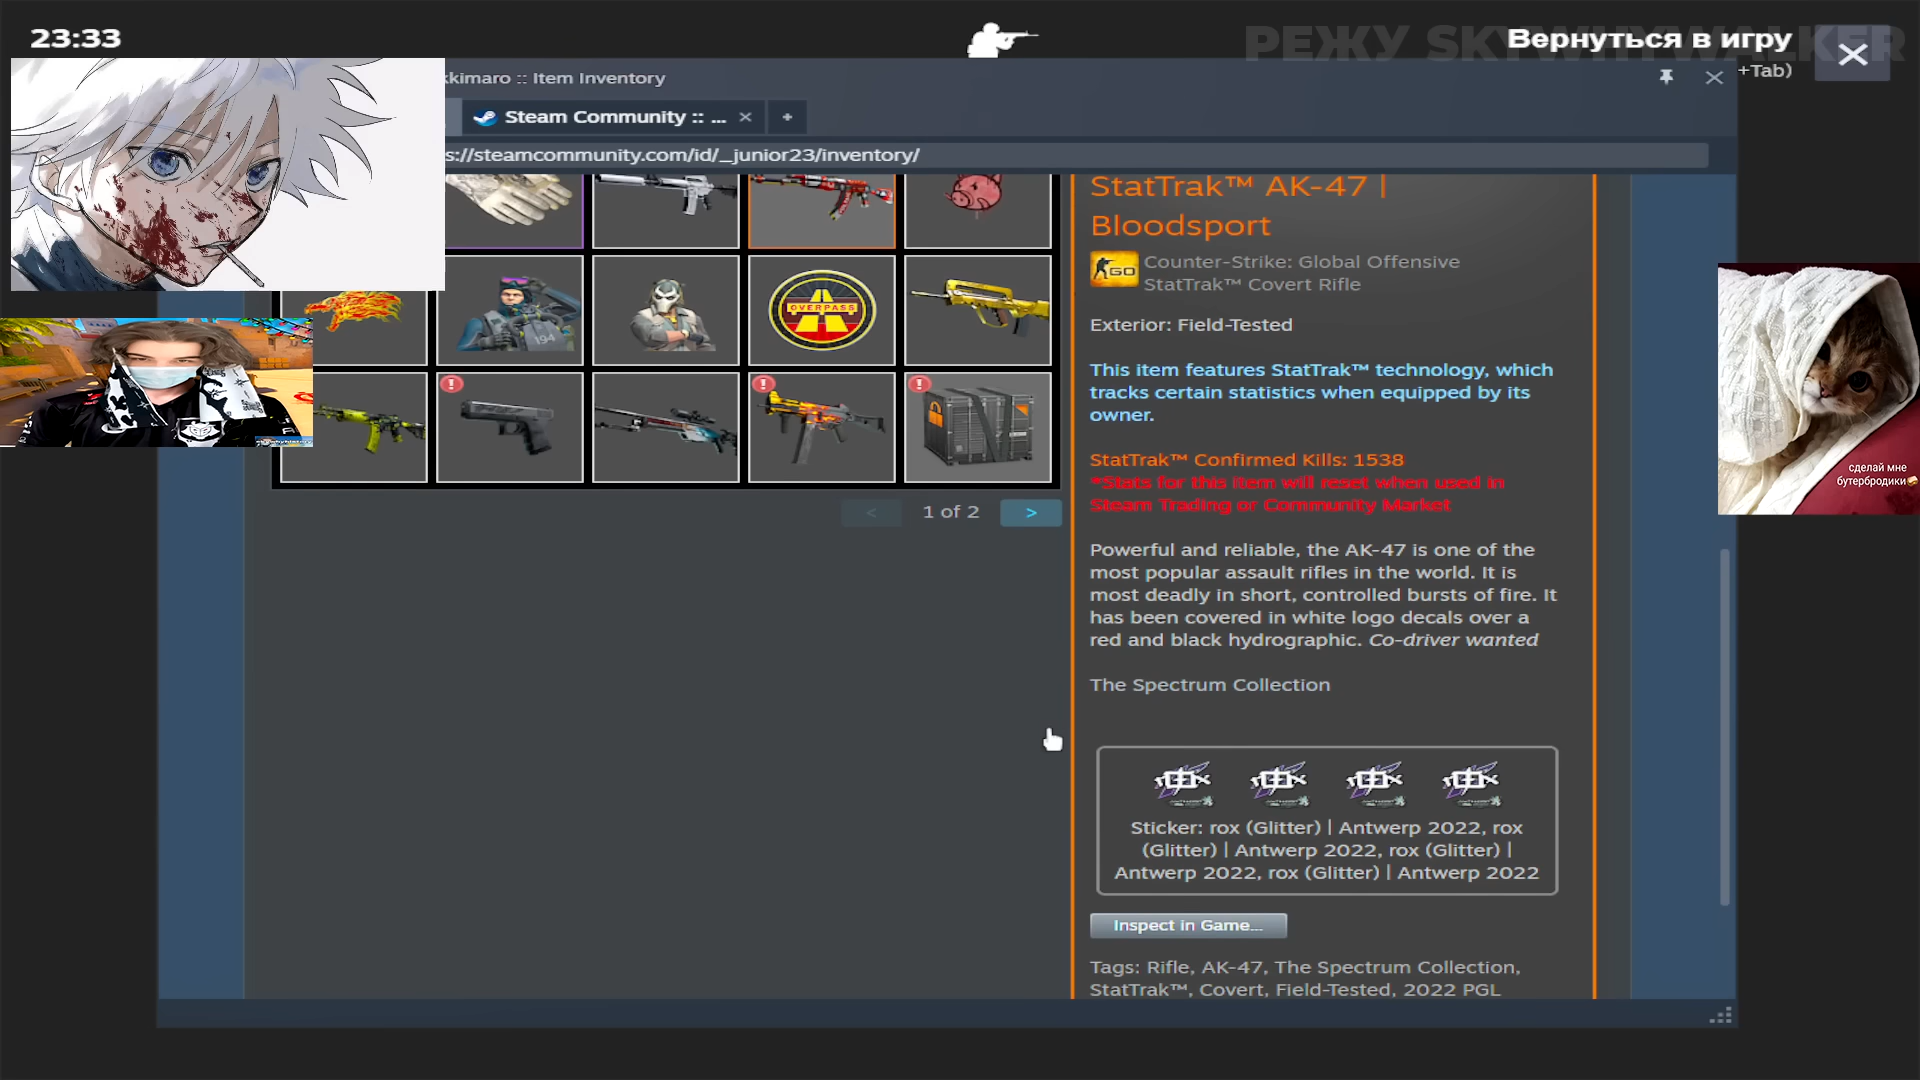 23:33
РЕЖУ SKYWHYWALKER
Вернуться в игру
+Tab)
kkimaro :: Item Inventory
Steam Community :: ...
s://steamcommunity.com/id/_junior23/inventory/
StatTrak™ AK-47 |
Bloodsport
GO
Counter-Strike: Global Offensive
StatTrak™ Covert Rifle
Exterior: Field-Tested
This item features StatTrak™ technology, which
tracks certain statistics when equipped by its
owner.
StatTrak™ Confirmed Kills: 1538
*Stats for this item will reset when used in
Steam Trading or Community Market
Powerful and reliable, the AK-47 is one of the
most popular assault rifles in the world. It is
most deadly in short, controlled bursts of fire. It
has been covered in white logo decals over a
red and black hydrographic. Co-driver wanted
The Spectrum Collection
Sticker: rox (Glitter) | Antwerp 2022, rox
(Glitter) | Antwerp 2022, rox (Glitter) |
Antwerp 2022, rox (Glitter) | Antwerp 2022
Inspect in Game...
Tags: Rifle, AK-47, The Spectrum Collection,
StatTrak™, Covert, Field-Tested, 2022 PGL
OVERPASS
194
< 1 of 2 >
сделай мне
бутербродики